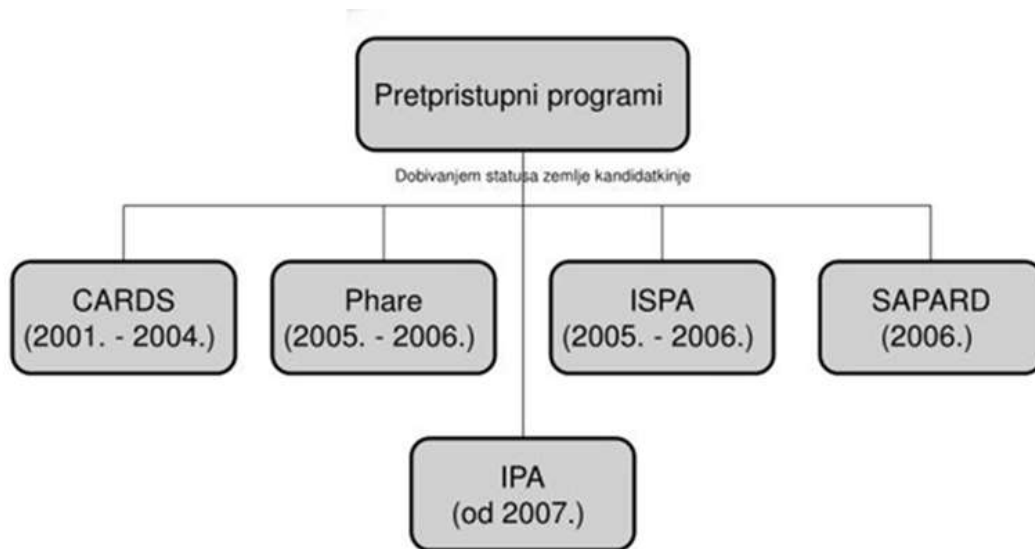 Pretpristupni programi
Dobivanjem statusa zemlje kandidatkinje
CARDS
(2001. - 2004.)
Phare
(2005. - 2006.)
ISPA
(2005. - 2006.)
SAPARD
(2006.)
IPA
(od 2007.)